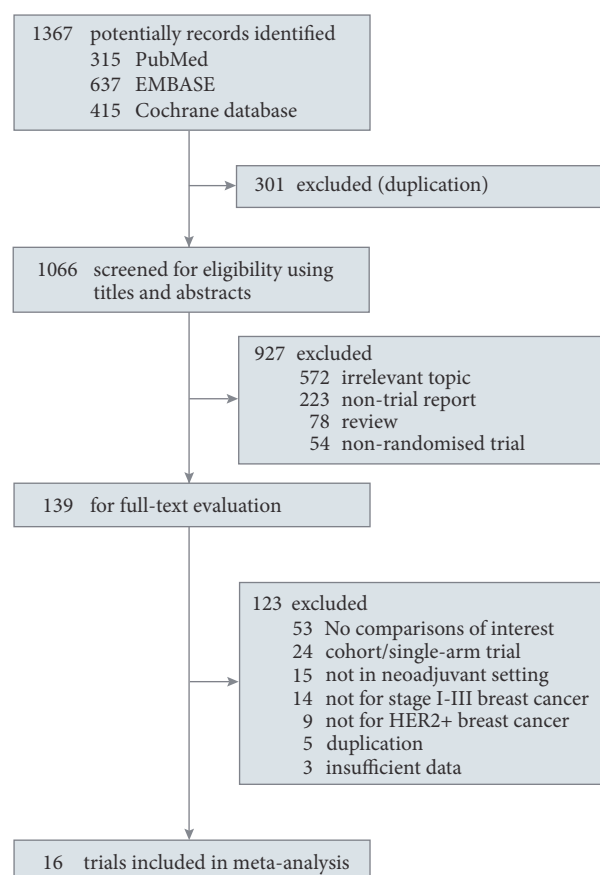 1367 potentially records identified
315 PubMed
637 EMBASE
415 Cochrane database
301 excluded (duplication)
1066 screened for eligibility using
titles and abstracts
927 excluded
572 irrelevant topic
223 non-trial report
78 review
54 non-randomised trial
139 for full-text evaluation
123 excluded
53 No comparisons of interest
24 cohort/single-arm trial
15 not in neoadjuvant setting
14 not for stage I-III breast cancer
9 not for HER2+ breast cancer
5 duplication
3 insufficient data
16 trials included in meta-analysis